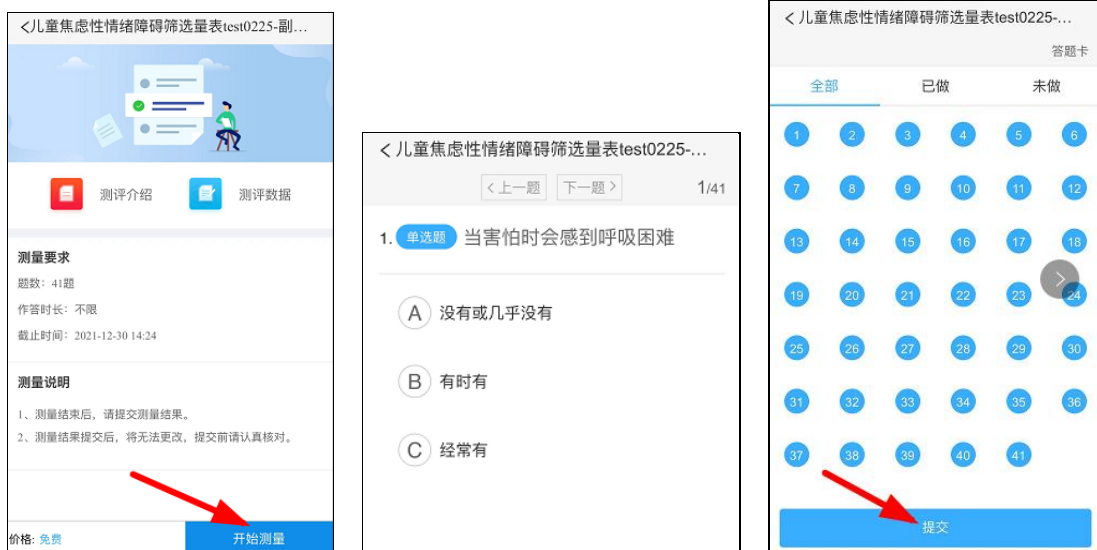 儿童焦虑性情绪障碍筛选量表test0225-副...
测评介绍
测评数据
测量要求
题数：41题
作答时长：不限
截止时间：2021-12-30 14:24
测量说明
1、测量结束后，请提交测量结果。
2、测量结果提交后，将无法更改，提交前请认真核对。
价格: 免费
开始测量
儿童焦虑性情绪障碍筛选量表test0225-...
上一题 下一题 1/41
1. 单选题 当害怕时会感到呼吸困难
A 没有或几乎没有
B 有时有
C 经常有
儿童焦虑性情绪障碍筛选量表test0225-...
答题卡
全部 已做 未做
1 2 3 4 5 6
7 8 9 10 11 12
13 14 15 16 17 18
19 20 21 22 23 24
25 26 27 28 29 30
31 32 33 34 35 36
37 38 39 40 41
提交